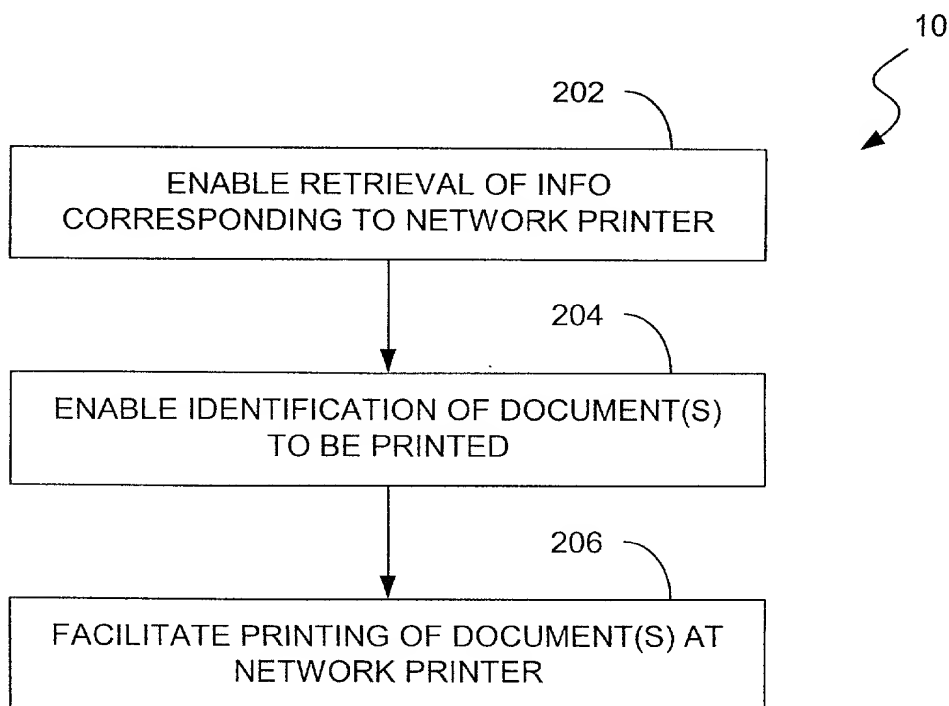 10
202
ENABLE RETRIEVAL OF INFO
CORRESPONDING TO NETWORK PRINTER
204
ENABLE IDENTIFICATION OF DOCUMENT(S)
TO BE PRINTED
206
FACILITATE PRINTING OF DOCUMENT(S) AT
NETWORK PRINTER